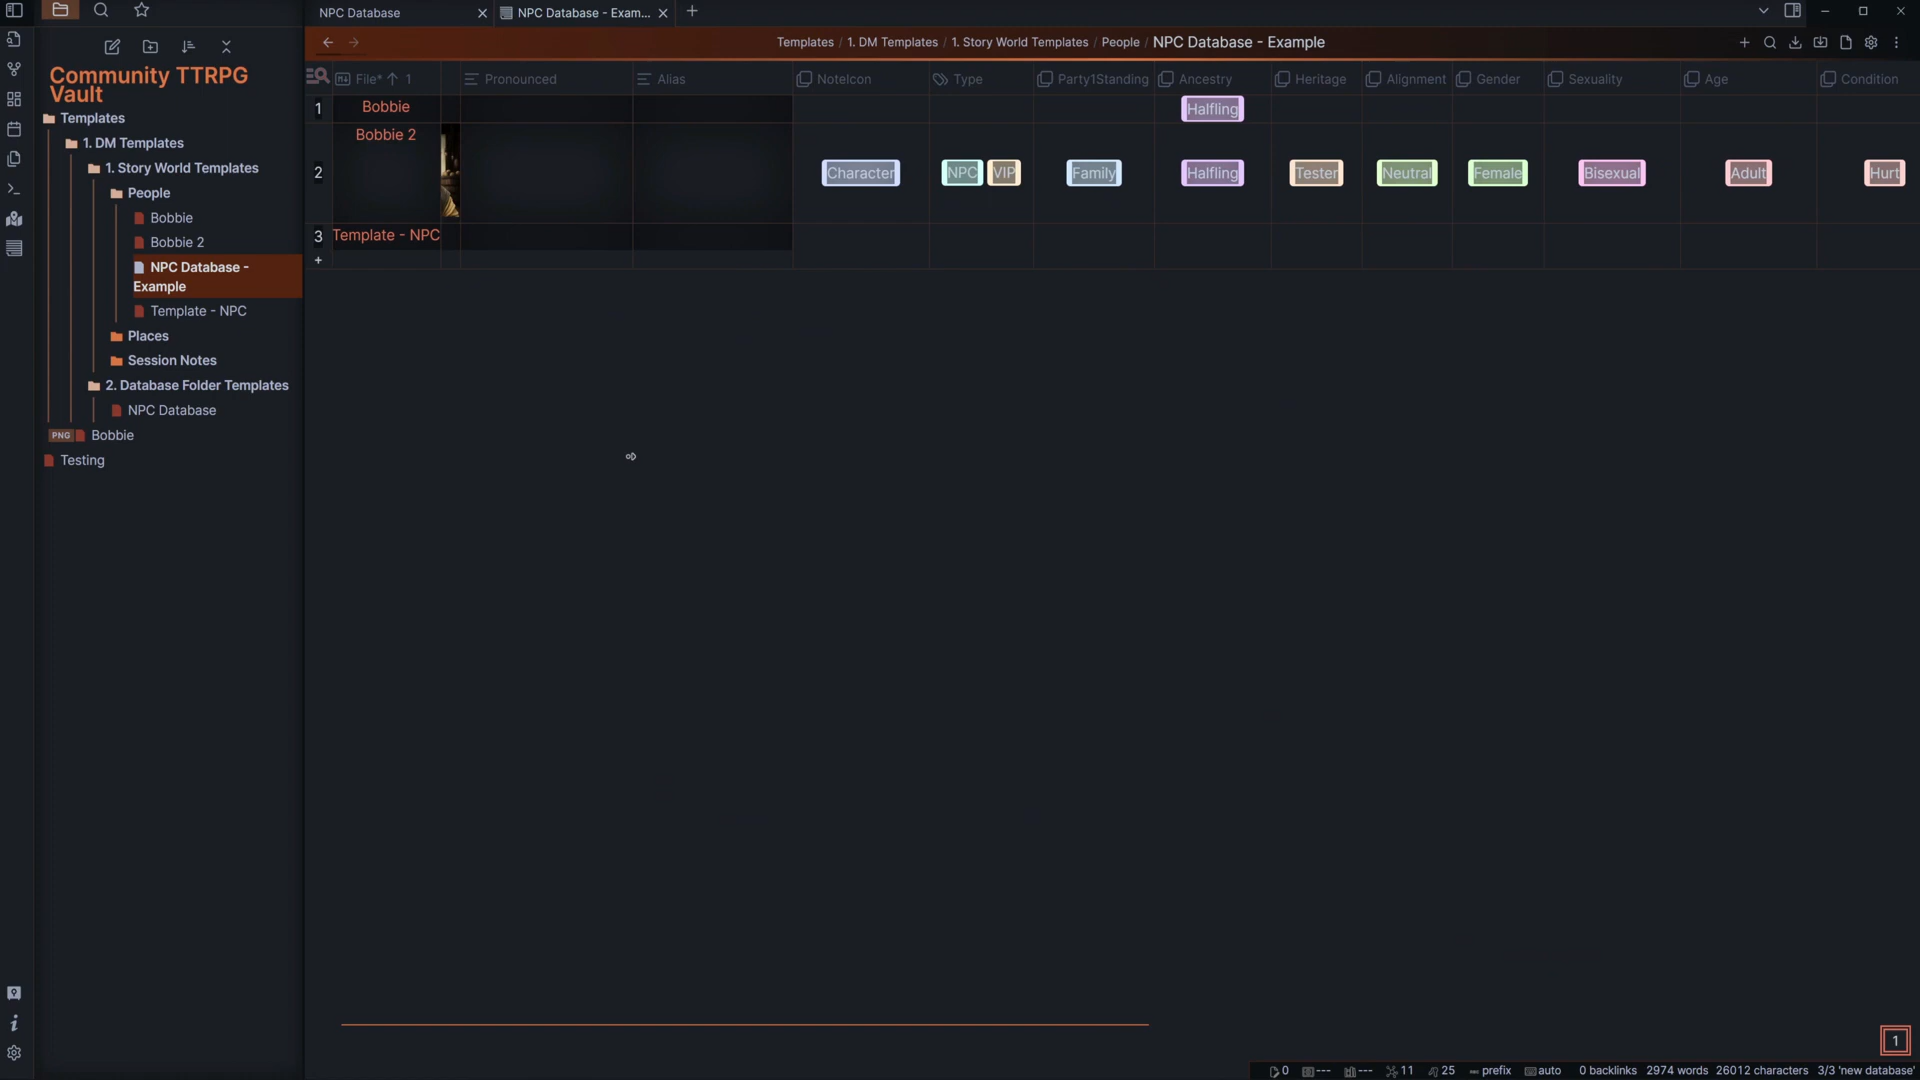 NPC Database
NPC Database - Exam...
Templates / 1. DM Templates / 1. Story World Templates / People / NPC Database - Example
Community TTRPG
Vault
Templates
1. DM Templates
1. Story World Templates
People
Bobbie
Bobbie 2
NPC Database -
Example
Template - NPC
Places
Session Notes
2. Database Folder Templates
NPC Database
PNG Bobbie
Testing
File* 1 Pronounced Alias NoteIcon Type Party1Standing Ancestry Heritage Alignment Gender Sexuality Age Condition
1 Bobbie Halfling
2 Bobbie 2 Character NPC VIP Family Halfling Tester Neutral Female Bisexual Adult Hurt
3 Template - NPC
+
1
0 --- --- 11 25 prefix auto 0 backlinks 2974 words 26012 characters 3/3 'new database'